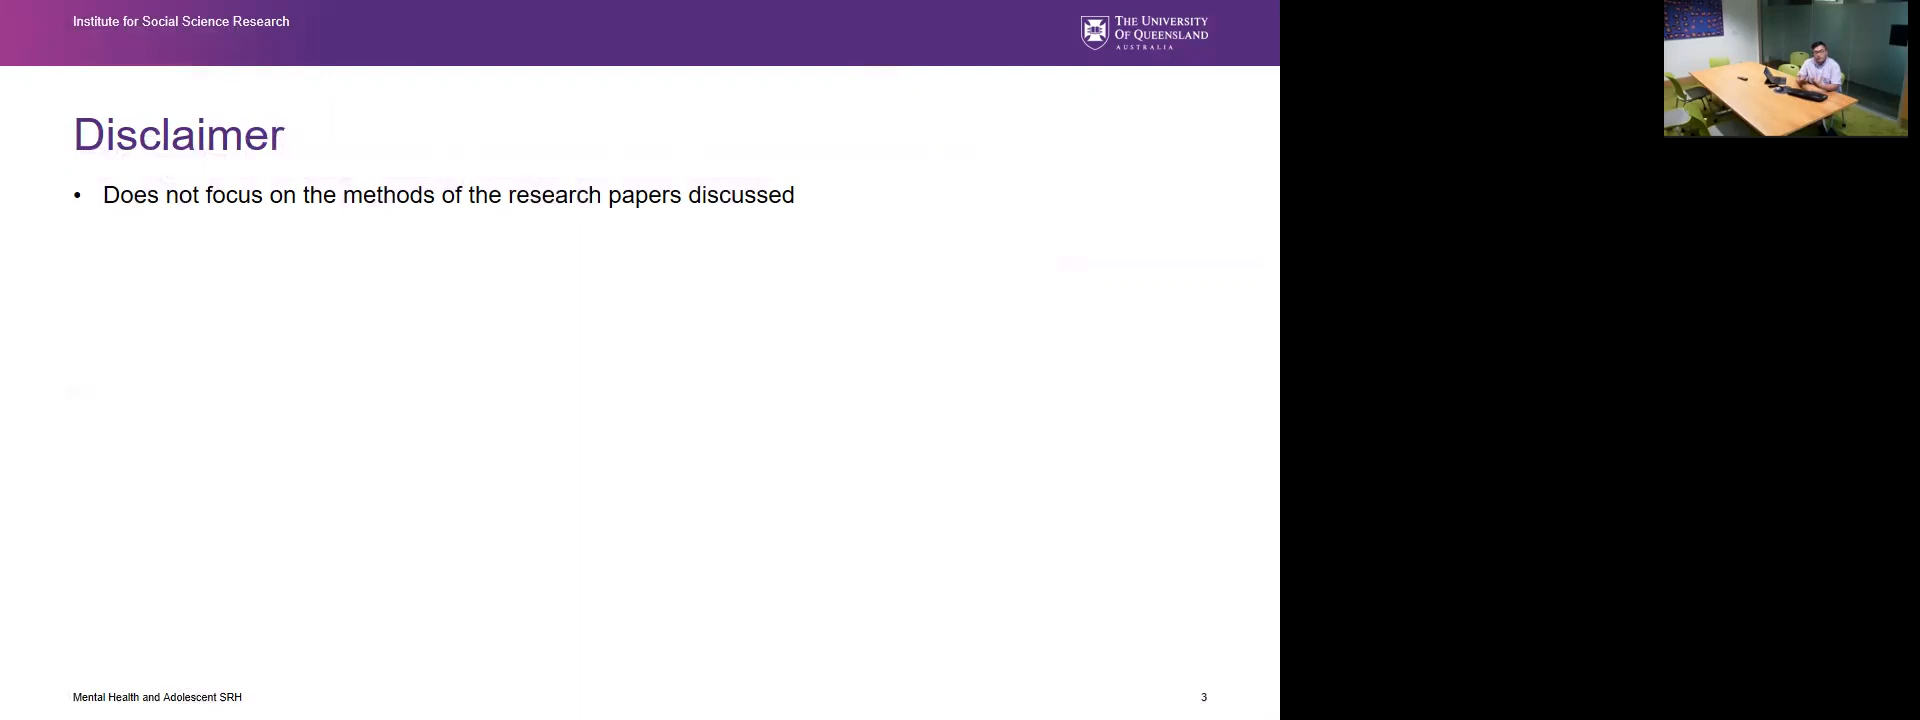 Institute for Social Science Research
THE UNIVERSITY
OF QUEENSLAND
AUSTRALIA
Disclaimer
• Does not focus on the methods of the research papers discussed
Mental Health and Adolescent SRH
3